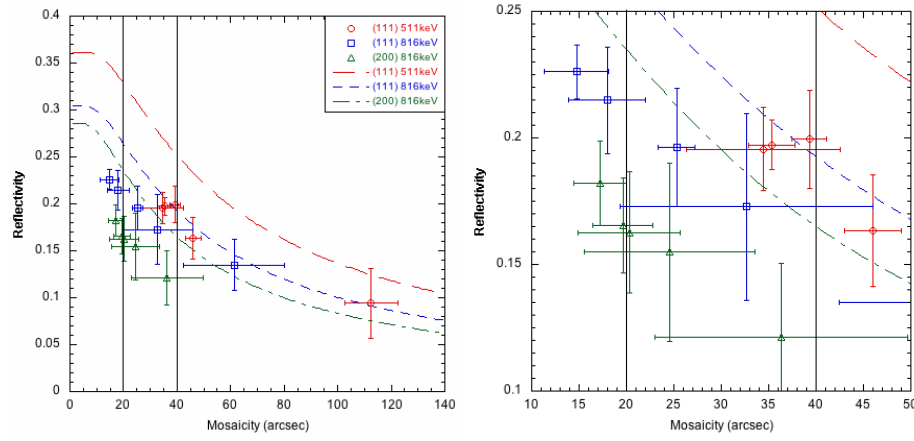 0.4
0.35
0.3
0.25
0.2
0.15
0.1
0.05
0
Reflectivity
0 20 40 60 80 100 120 140
Mosaicity (arcsec)
(111) 511keV
(111) 816keV
(200) 816keV
(111) 511keV
(111) 816keV
(200) 816keV
0.25
0.2
0.15
0.1
Reflectivity
10 15 20 25 30 35 40 45 50
Mosaicity (arcsec)